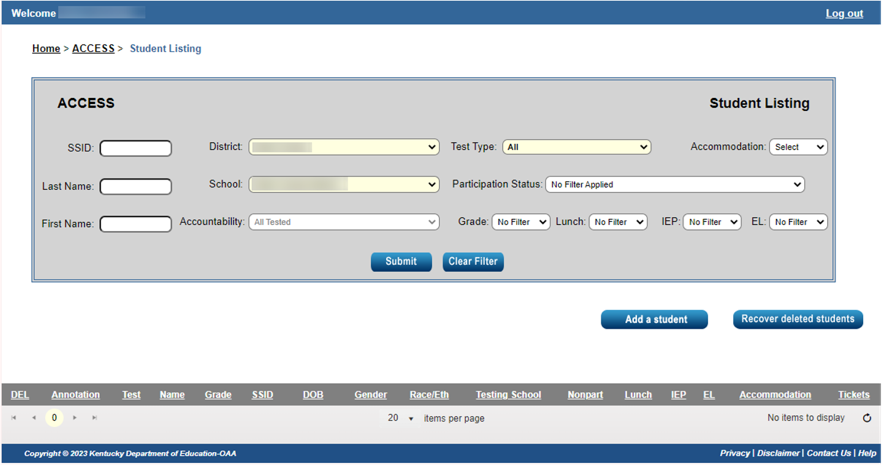 Welcome Log out
Home > ACCESS > Student Listing
ACCESS Student Listing
SSID: District: Test Type: All Accommodation: Select
Last Name: School: Participation Status: No Filter Applied
First Name: Accountability: All Tested Grade: No Filter Lunch: No Filter IEP: No Filter EL: No Filter
Submit Clear Filter
Add a student Recover deleted students
DEL Annotation Test Name Grade SSID DOB Gender Race/Eth Testing School Nonpart Lunch IEP EL Accommodation Tickets
0 20 items per page No items to display
Copyright © 2023 Kentucky Department of Education-OAA Privacy | Disclaimer | Contact Us | Help